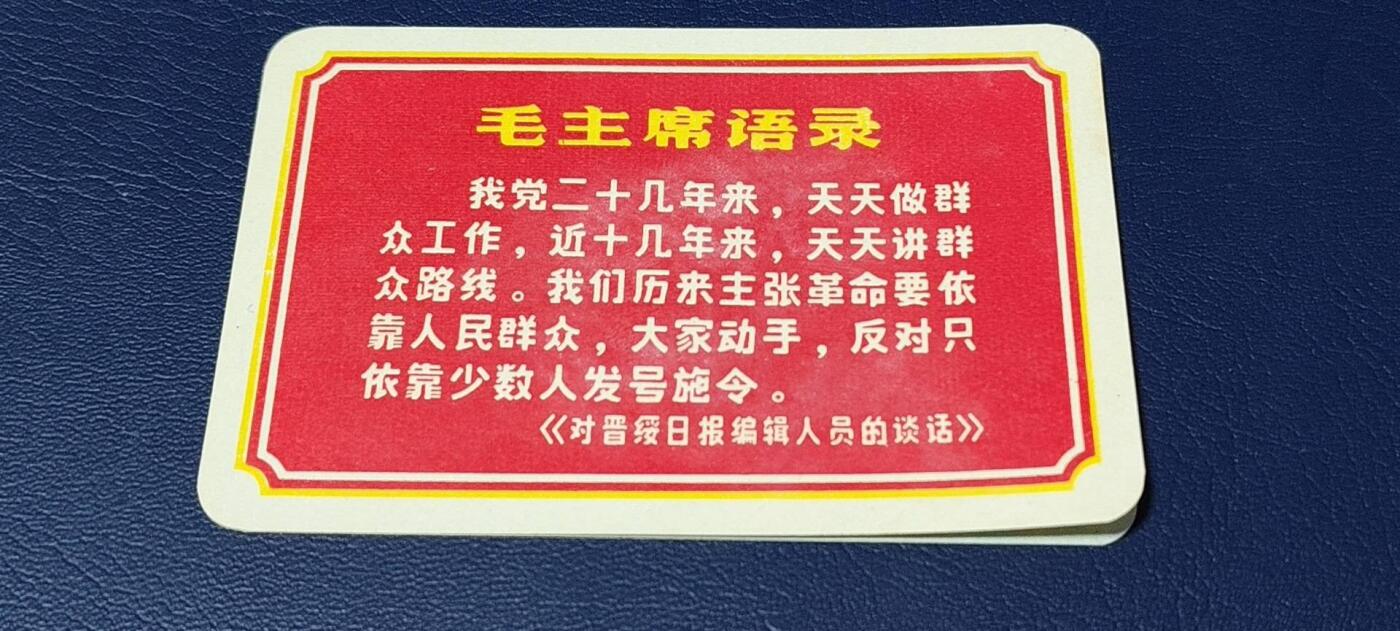 毛主席语录
我党二十几年来，天天做群
众工作，近十几年来，天天讲群
众路线。我们历来主张革命要依
靠人民群众，大家动手，反对只
依靠少数人发号施令。
《对晋绥日报编辑人员的谈话》